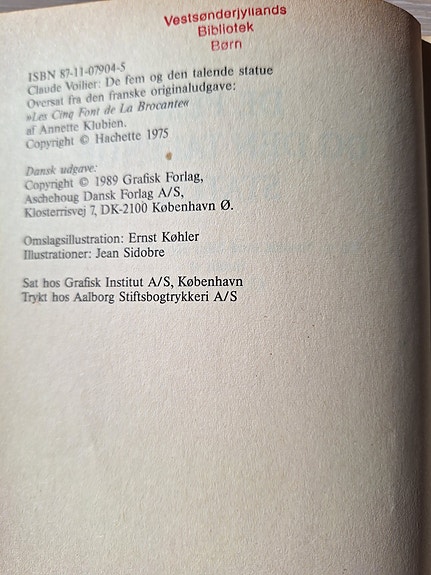 Vestsønderjyllands
Bibliotek
Børn
ISBN 87-11-07904-5
Claude Voilier: De fem og den talende statue
Oversat fra den franske originaludgave:
»Les Cinq Font de La Brocante«
af Annette Klubien.
Copyright © Hachette 1975
Dansk udgave:
Copyright © 1989 Grafisk Forlag,
Aschehoug Dansk Forlag A/S,
Klosterrisvej 7, DK-2100 København Ø.
Omslagsillustration: Ernst Køhler
Illustrationer: Jean Sidobre
Sat hos Grafisk Institut A/S, København
Trykt hos Aalborg Stiftsbogtrykkeri A/S